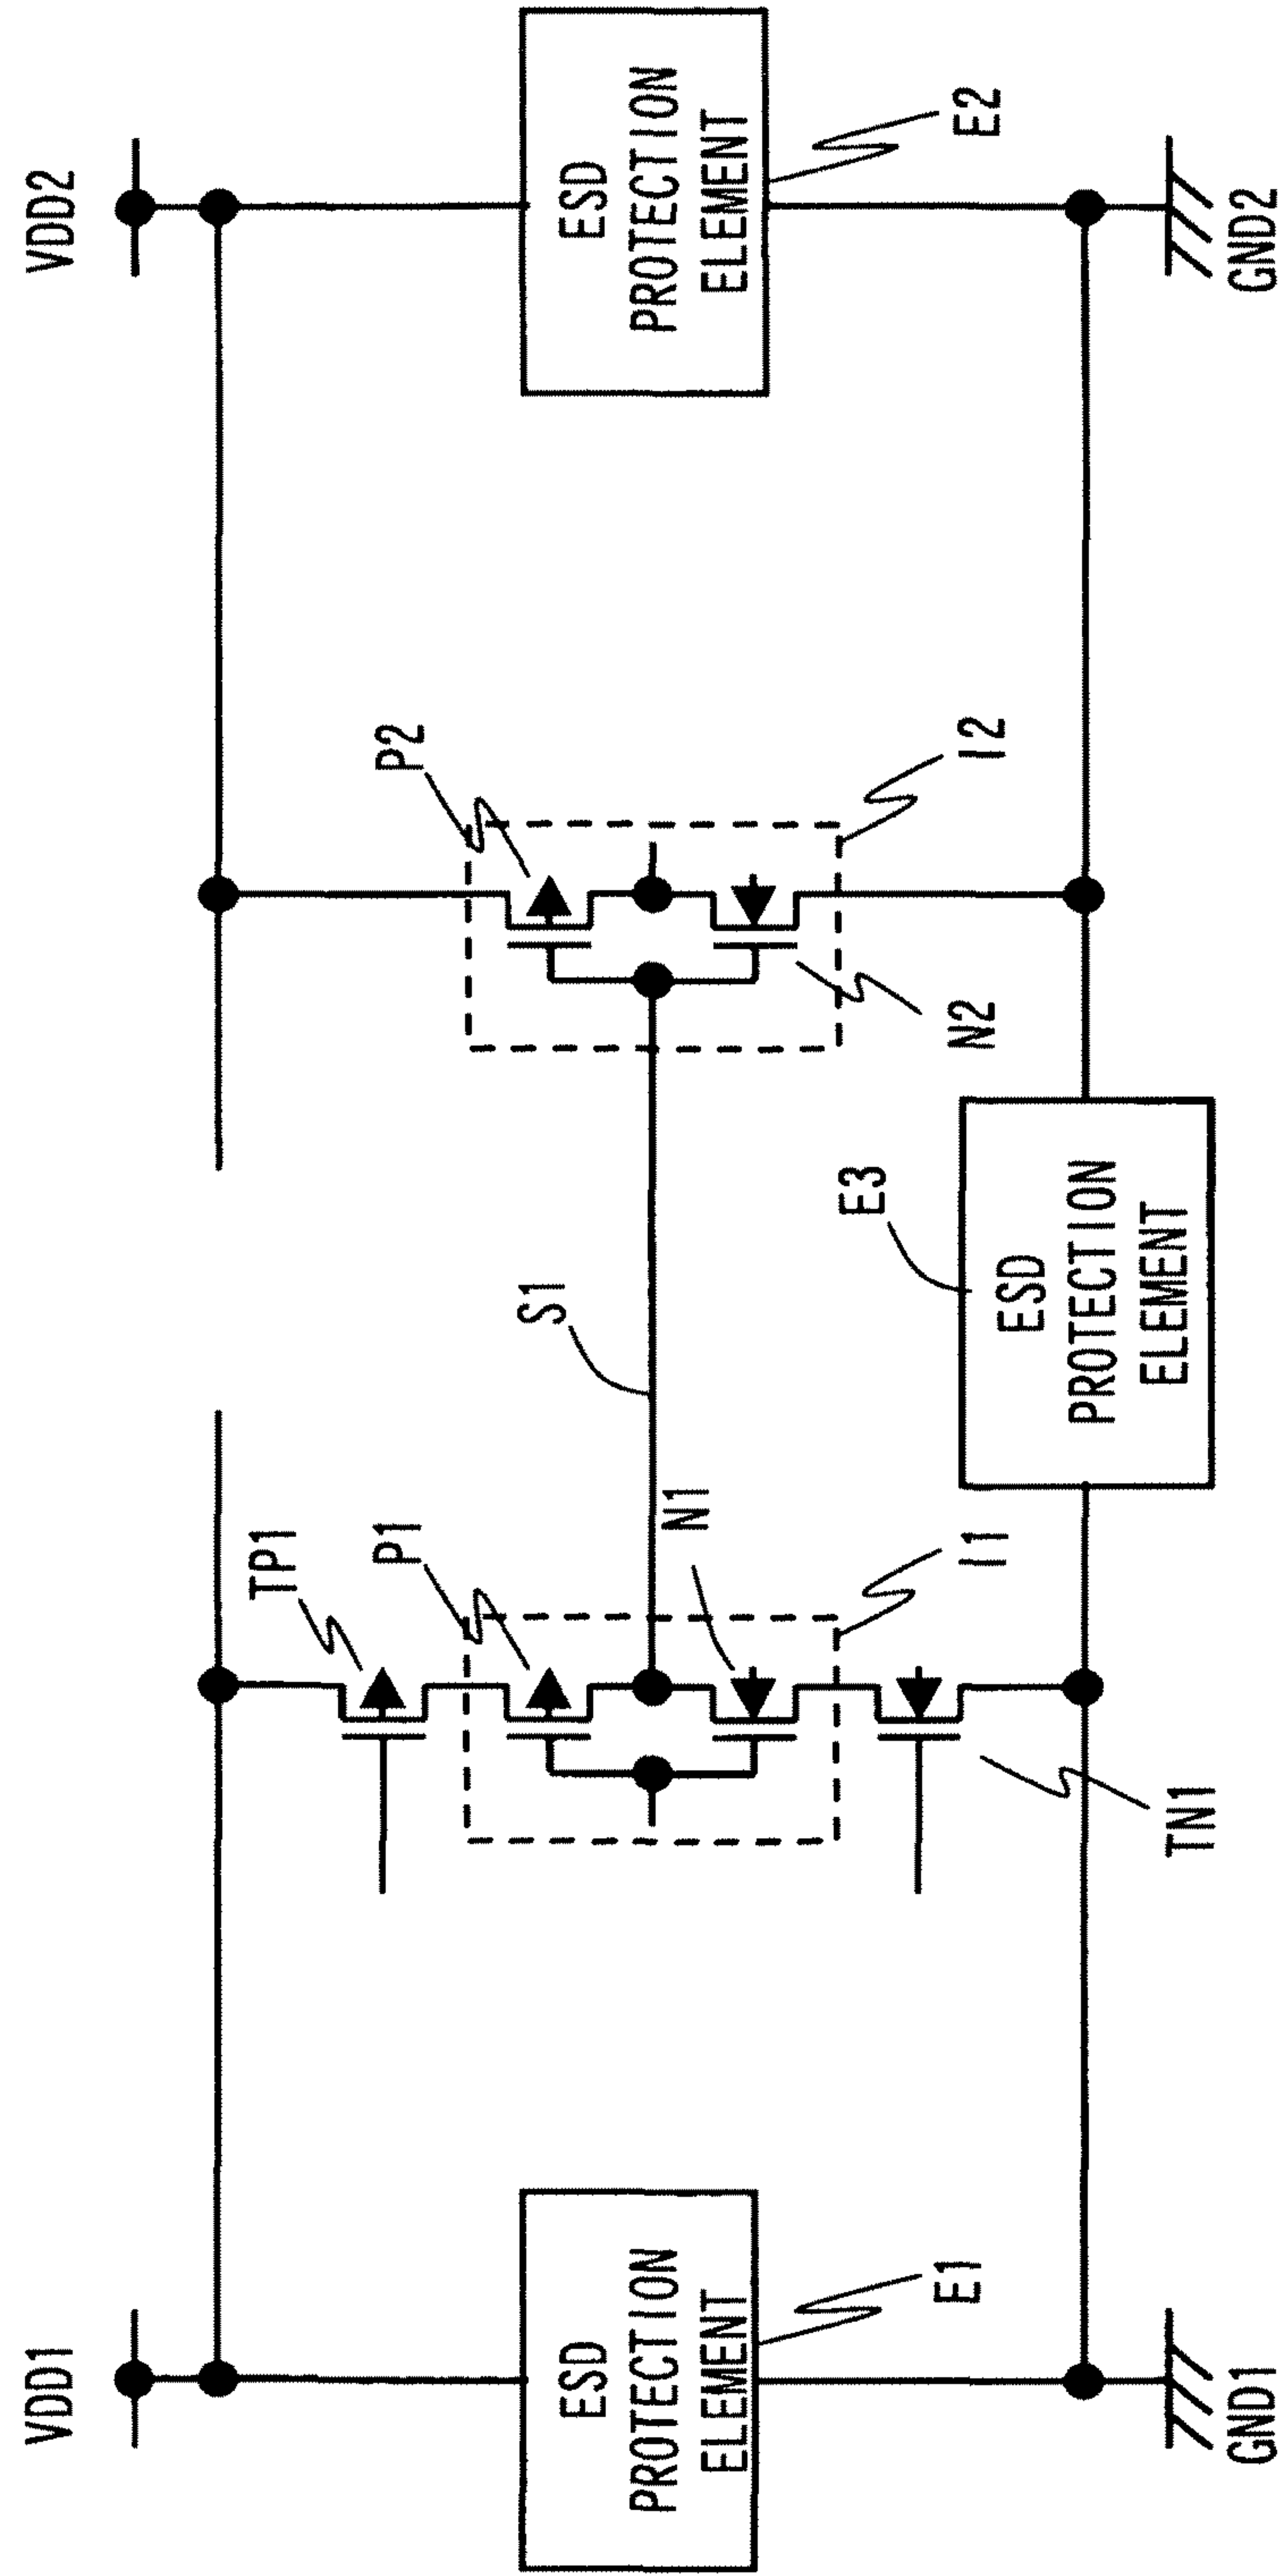 VDD1
VDD2
TP1
P1
P2
S1
N1
I1
N2
I2
ESD
PROTECTION
ELEMENT
E1
ESD
PROTECTION
ELEMENT
E2
E3
ESD
PROTECTION
ELEMENT
TN1
GND1
GND2